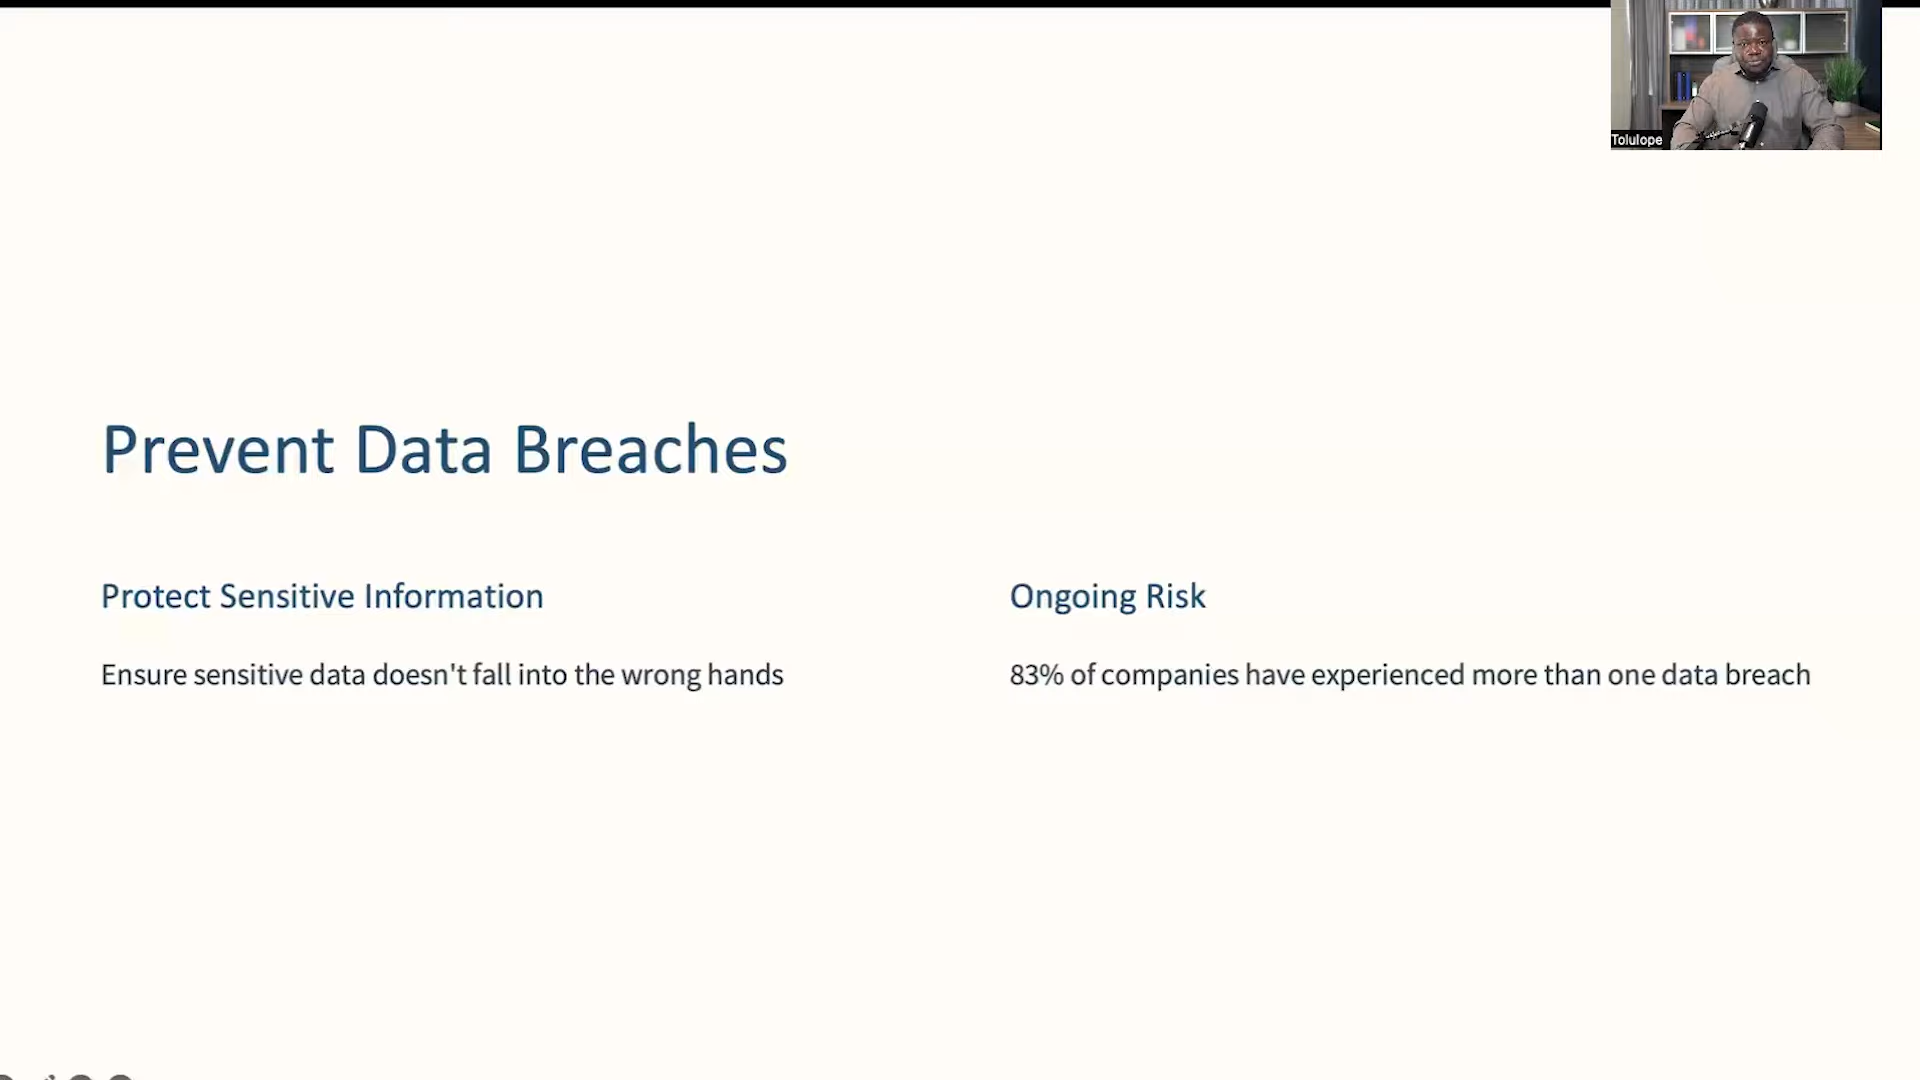 Tolulope
Prevent Data Breaches
Protect Sensitive Information
Ensure sensitive data doesn't fall into the wrong hands
Ongoing Risk
83% of companies have experienced more than one data breach